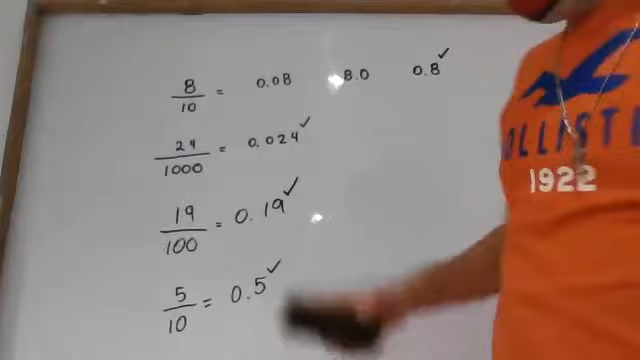 8/10 = 0.08 8.0 0.8 ✓
24/1000 = 0.024 ✓
19/100 = 0.19 ✓
5/10 = 0.5 ✓
HOLLISTE
1922